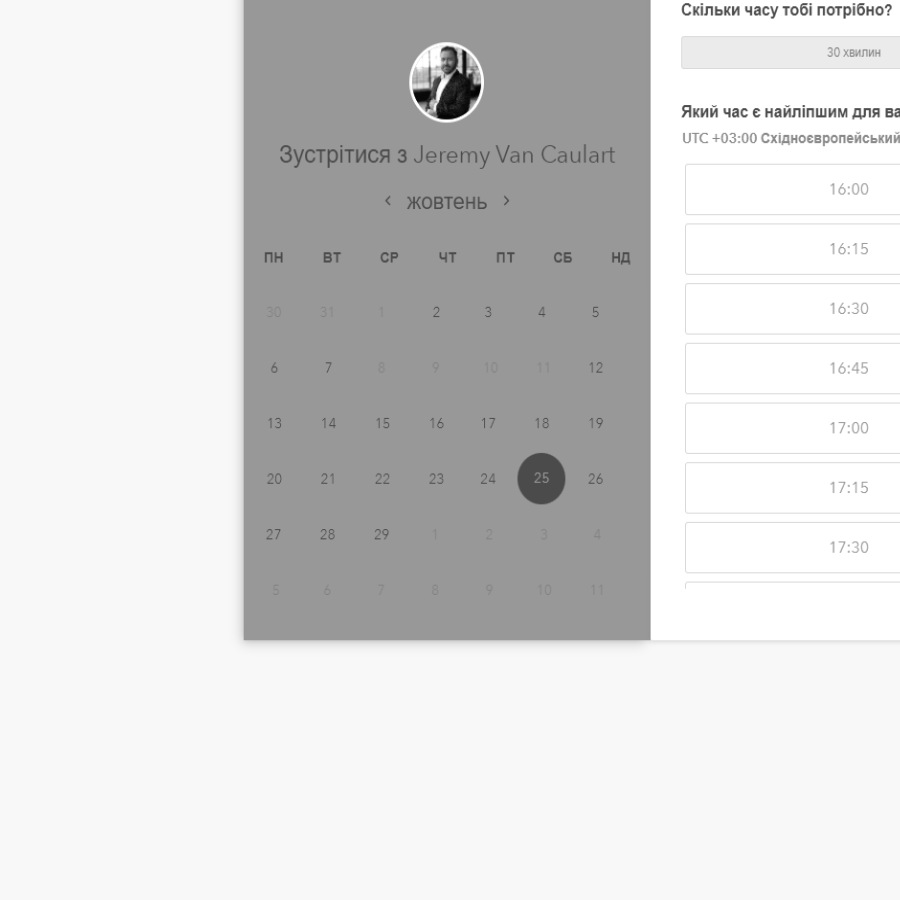 Зустрітися з Jeremy Van Caulart
‹ жовтень ›
ПН ВТ СР ЧТ ПТ СБ НД
30 31 1 2 3 4 5
6 7 8 9 10 11 12
13 14 15 16 17 18 19
20 21 22 23 24 25 26
27 28 29 1 2 3 4
5 6 7 8 9 10 11
Скільки часу тобі потрібно?
30 хвилин
Який час є найліпшим для ва
UTC +03:00 Східноєвропейський
16:00
16:15
16:30
16:45
17:00
17:15
17:30